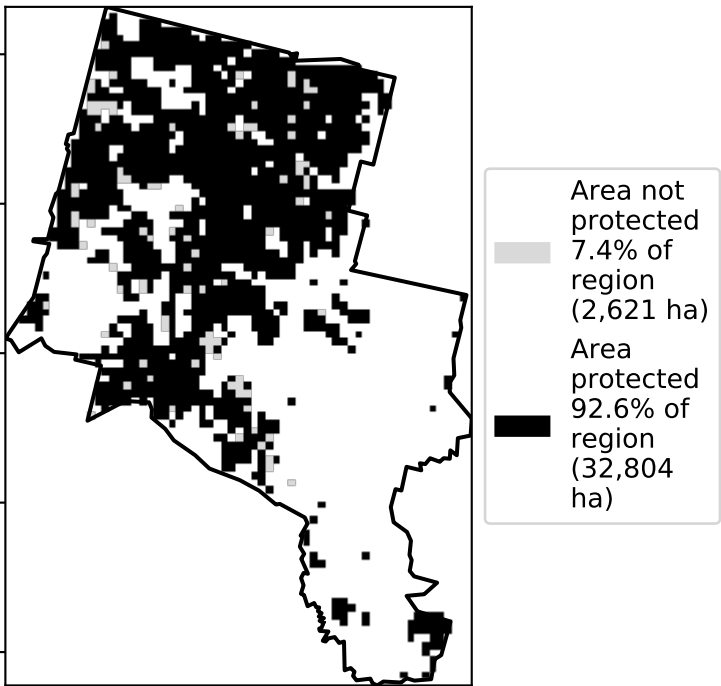 Area not
protected
7.4% of
region
(2,621 ha)
Area
protected
92.6% of
region
(32,804
ha)